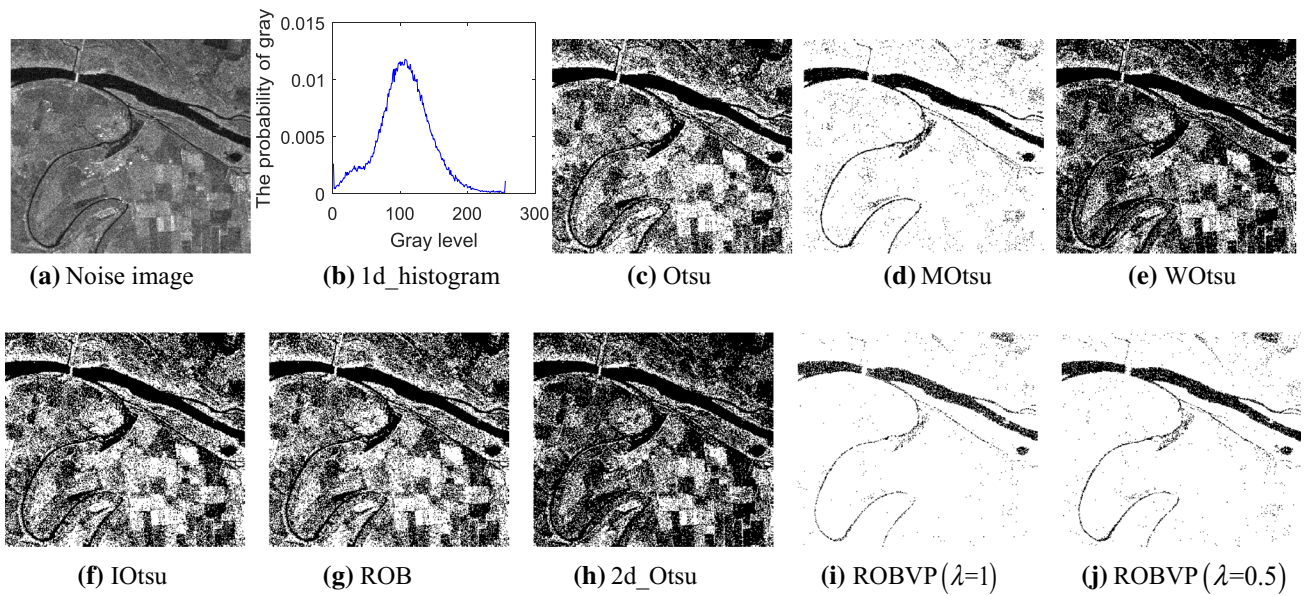 The probability of gray
0.015
0.01
0.005
0
0 100 200 300
Gray level
(a) Noise image
(b) 1d_histogram
(c) Otsu
(d) MOtsu
(e) WOtsu
(f) IOtsu
(g) ROB
(h) 2d_Otsu
(i) ROBVP (λ=1)
(j) ROBVP (λ=0.5)